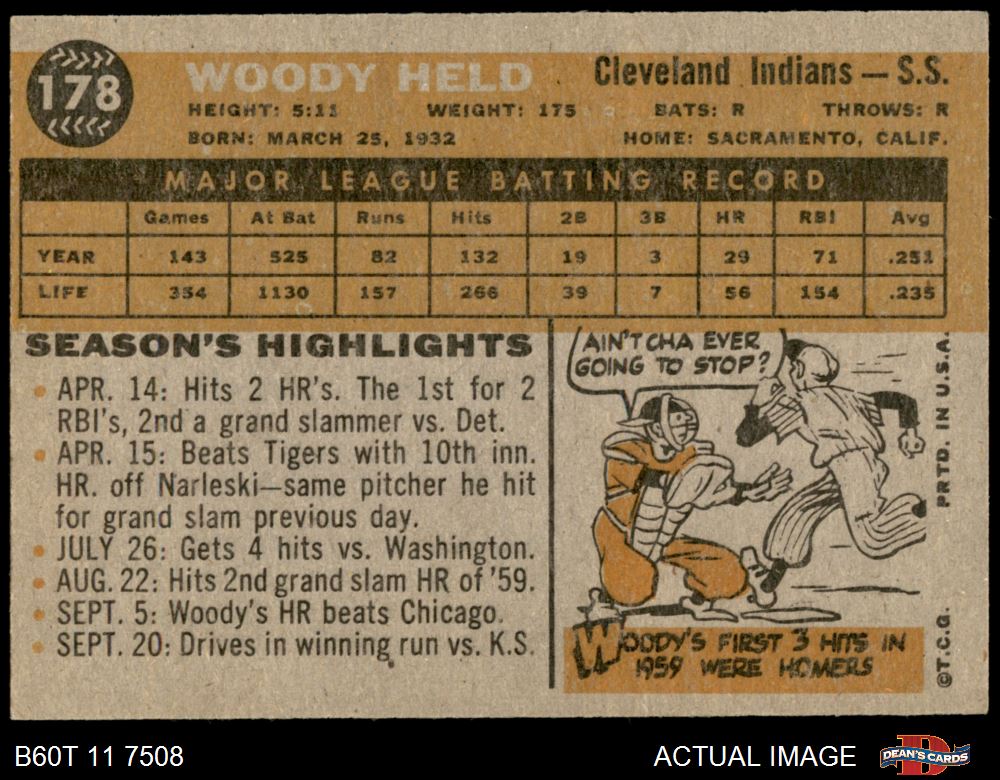 178
WOODY HELD
Cleveland Indians — S.S.
HEIGHT: 5:11 WEIGHT: 175 BATS: R THROWS: R
BORN: MARCH 25, 1932 HOME: SACRAMENTO, CALIF.
MAJOR LEAGUE BATTING RECORD
Games At Bat Runs Hits 2B 3B HR RBI Avg
YEAR 143 525 82 132 19 3 29 71 .251
LIFE 354 1130 157 266 39 7 56 154 .235
SEASON'S HIGHLIGHTS
• APR. 14: Hits 2 HR's. The 1st for 2
RBI's, 2nd a grand slammer vs. Det.
• APR. 15: Beats Tigers with 10th inn.
HR. off Narleski—same pitcher he hit
for grand slam previous day.
• JULY 26: Gets 4 hits vs. Washington.
• AUG. 22: Hits 2nd grand slam HR of '59.
• SEPT. 5: Woody's HR beats Chicago.
• SEPT. 20: Drives in winning run vs. K.S.
AIN'T CHA EVER
GOING TO STOP?
WOODY'S FIRST 3 HITS IN
1959 WERE HOMERS
©T.C.G. PRTD. IN U.S.A.
B60T 11 7508
ACTUAL IMAGE
DEAN'S CARDS